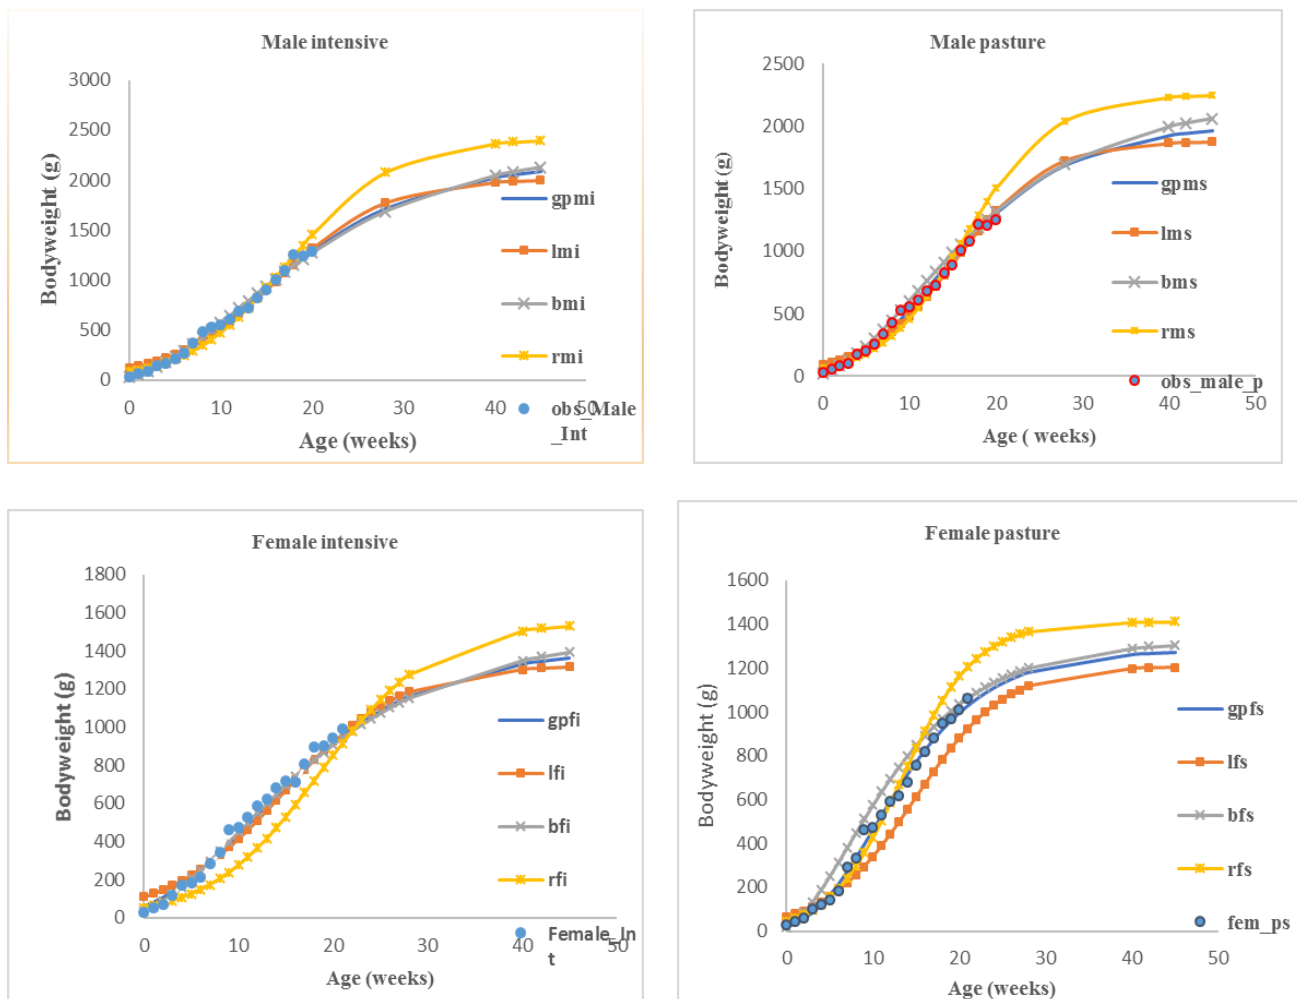 Male intensive
3000
2500
2000
1500
1000
500
0
Bodyweight (g)
0 10 20 30 40 50
Age (weeks)
gpmi
lmi
bmi
rmi
obs_Male
_Int
Male pasture
2500
2000
1500
1000
500
0
Bodyweight (g)
0 10 20 30 40 50
Age ( weeks)
gpms
lms
bms
rms
obs_male_p
Female intensive
1800
1600
1400
1200
1000
800
600
400
200
0
Bodyweight (g)
0 10 20 30 40 50
Age (weeks)
gpfi
lfi
bfi
rfi
Female_In
t
Female pasture
1600
1400
1200
1000
800
600
400
200
0
Bodyweight (g)
0 10 20 30 40 50
Age (weeks)
gpfs
lfs
bfs
rfs
fem_ps